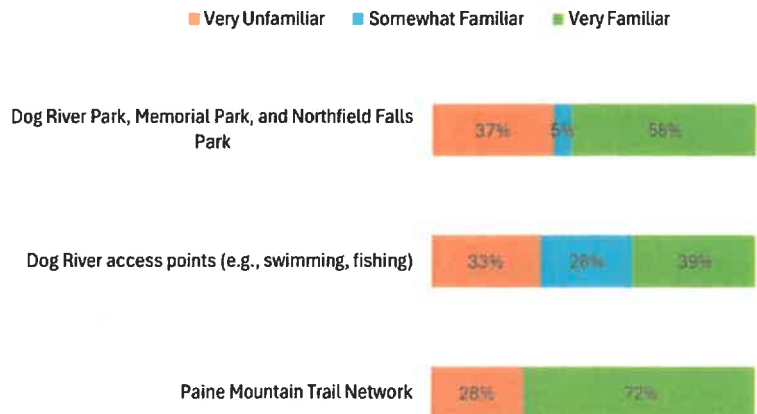 Very Unfamiliar Somewhat Familiar Very Familiar
Dog River Park, Memorial Park, and Northfield Falls
Park
37% 5% 58%
Dog River access points (e.g., swimming, fishing)
33% 28% 39%
Paine Mountain Trail Network
28% 72%